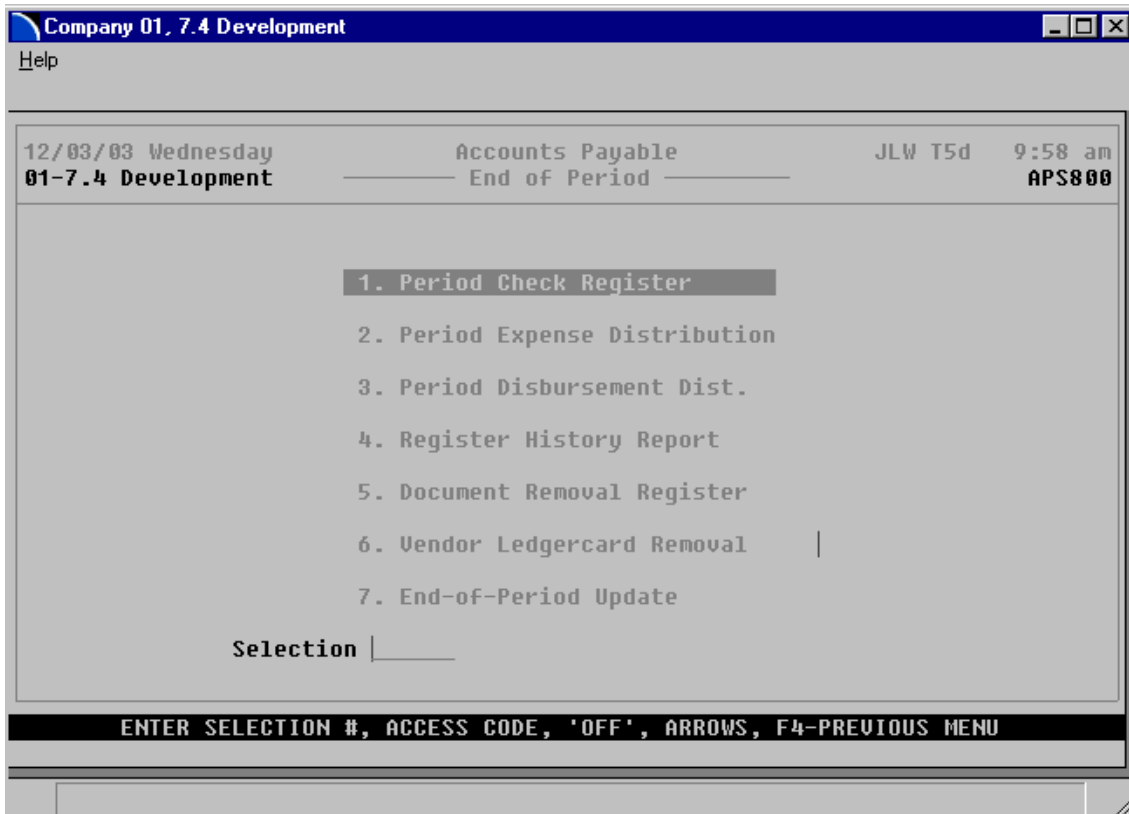 Company 01, 7.4 Development
Help
12/03/03 Wednesday Accounts Payable JLW T5d 9:58 am
01-7.4 Development End of Period APS800
1. Period Check Register
2. Period Expense Distribution
3. Period Disbursement Dist.
4. Register History Report
5. Document Removal Register
6. Vendor Ledgercard Removal
7. End-of-Period Update
Selection
ENTER SELECTION #, ACCESS CODE, 'OFF', ARROWS, F4-PREVIOUS MENU